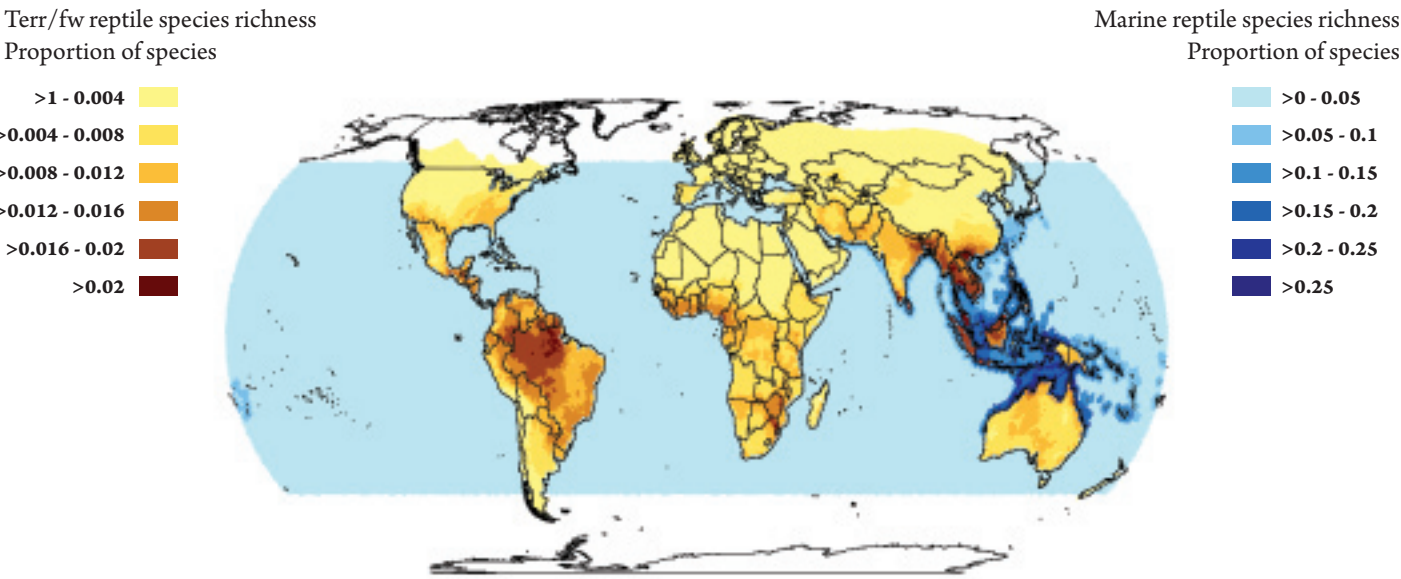 Terr/fw reptile species richness
Proportion of species
>1 - 0.004
>0.004 - 0.008
>0.008 - 0.012
>0.012 - 0.016
>0.016 - 0.02
>0.02
Marine reptile species richness
Proportion of species
>0 - 0.05
>0.05 - 0.1
>0.1 - 0.15
>0.15 - 0.2
>0.2 - 0.25
>0.25